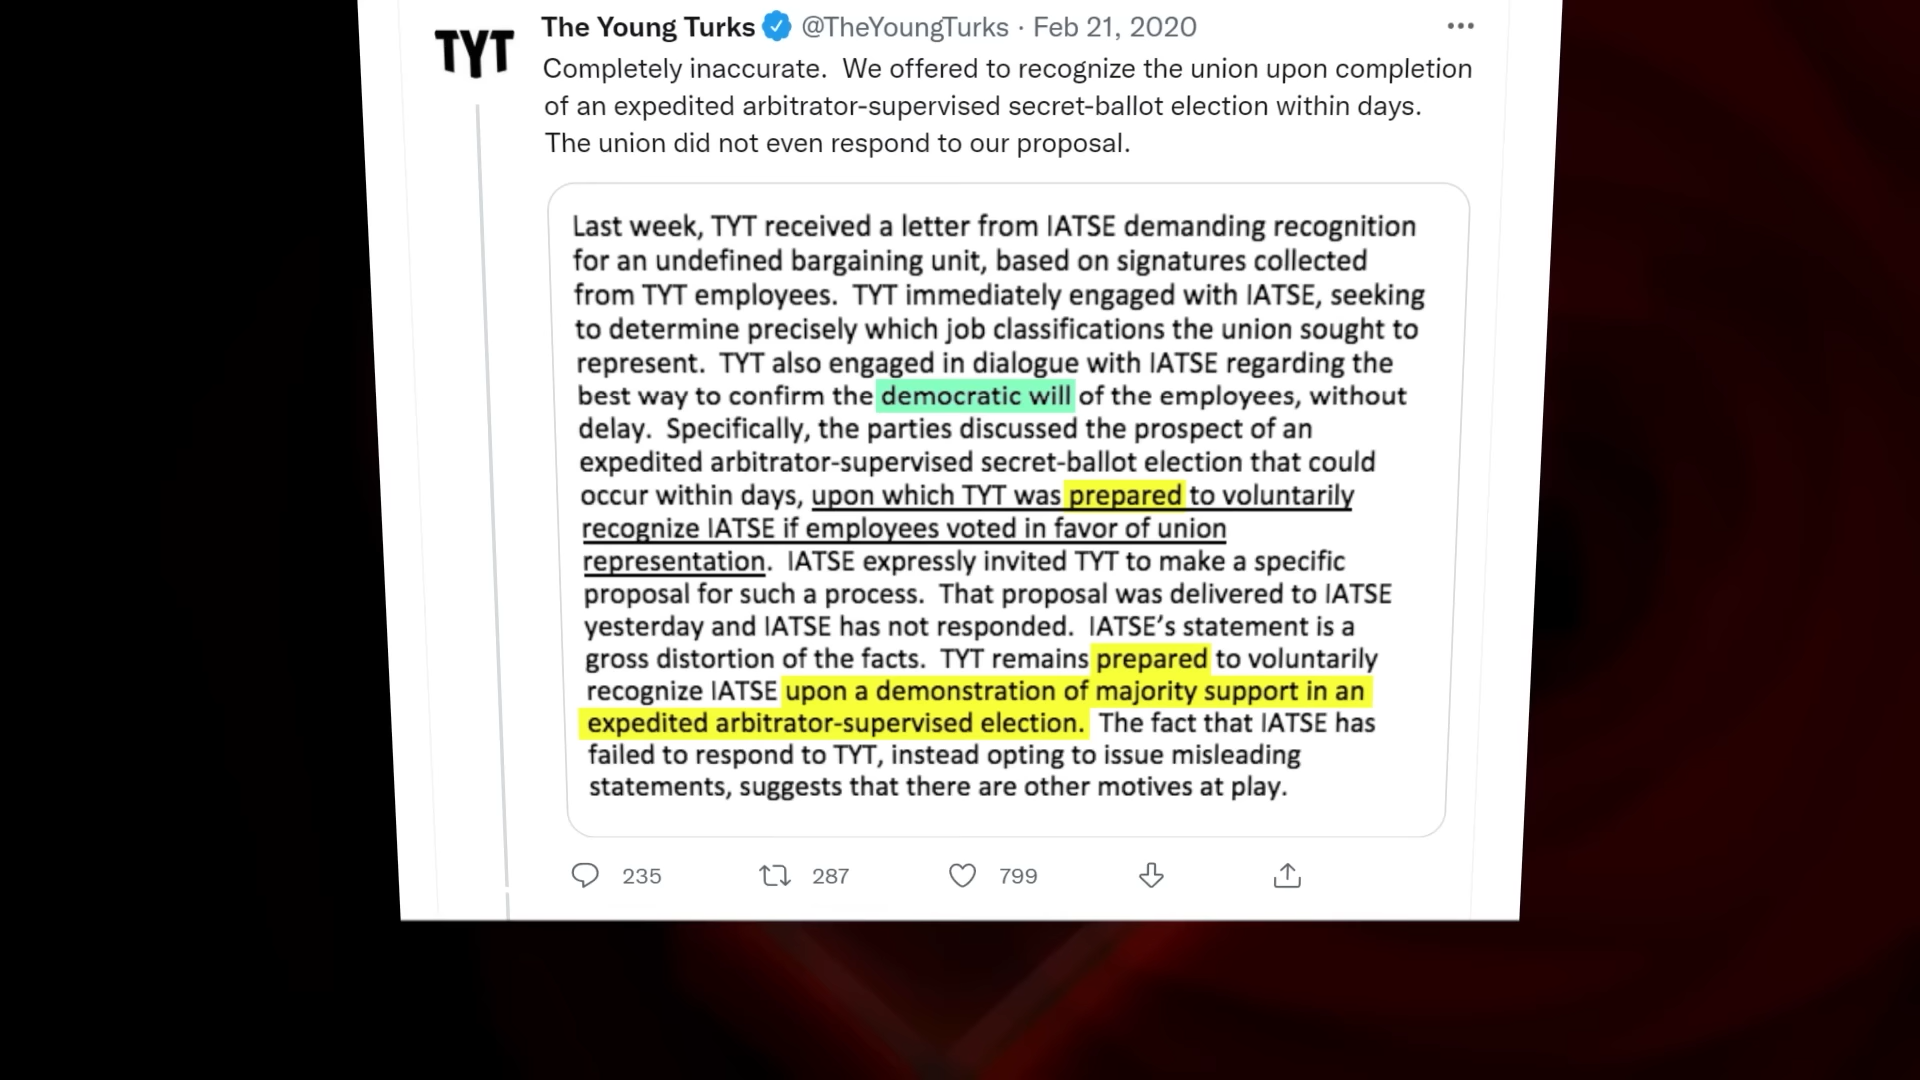 TYT
The Young Turks @TheYoungTurks · Feb 21, 2020
Completely inaccurate. We offered to recognize the union upon completion
of an expedited arbitrator-supervised secret-ballot election within days.
The union did not even respond to our proposal.
Last week, TYT received a letter from IATSE demanding recognition
for an undefined bargaining unit, based on signatures collected
from TYT employees. TYT immediately engaged with IATSE, seeking
to determine precisely which job classifications the union sought to
represent. TYT also engaged in dialogue with IATSE regarding the
best way to confirm the democratic will of the employees, without
delay. Specifically, the parties discussed the prospect of an
expedited arbitrator-supervised secret-ballot election that could
occur within days, upon which TYT was prepared to voluntarily
recognize IATSE if employees voted in favor of union
representation. IATSE expressly invited TYT to make a specific
proposal for such a process. That proposal was delivered to IATSE
yesterday and IATSE has not responded. IATSE’s statement is a
gross distortion of the facts. TYT remains prepared to voluntarily
recognize IATSE upon a demonstration of majority support in an
expedited arbitrator-supervised election. The fact that IATSE has
failed to respond to TYT, instead opting to issue misleading
statements, suggests that there are other motives at play.
235 287 799